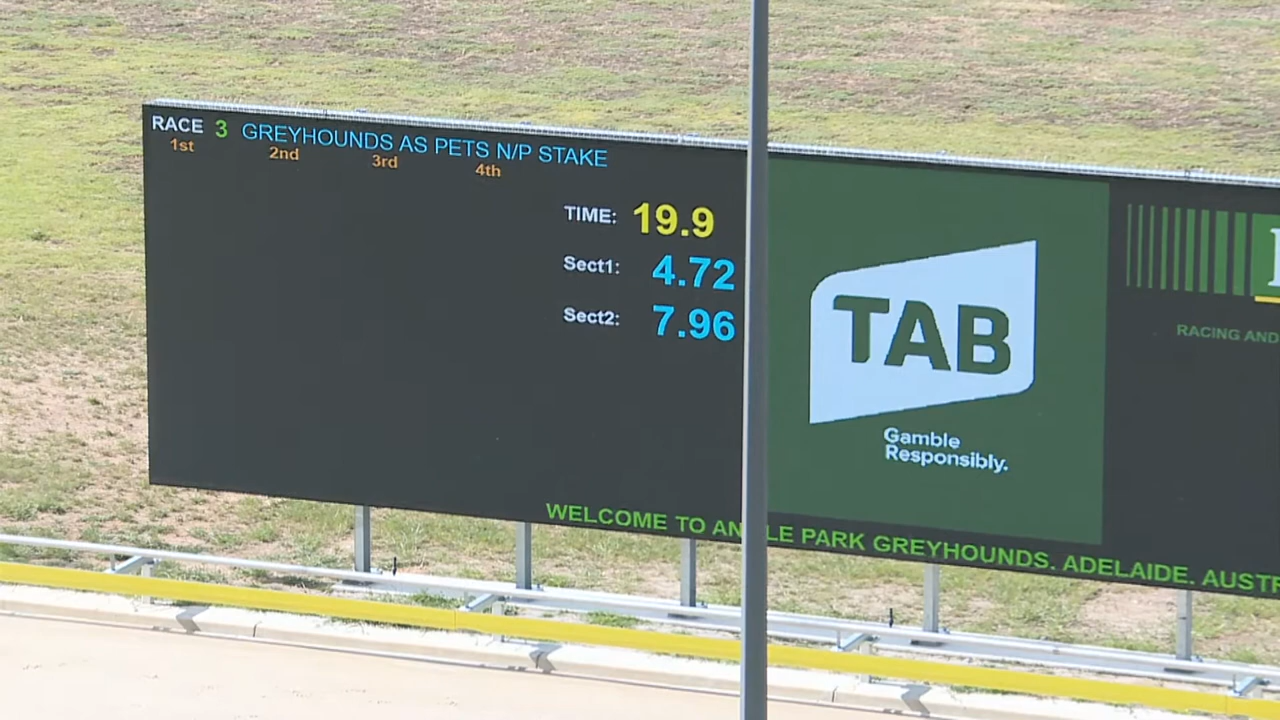 RACE 3 GREYHOUNDS AS PETS N/P STAKE
1st 2nd 3rd 4th
TIME: 19.9
Sect1: 4.72
Sect2: 7.96
TAB
Gamble
Responsibly.
RACING AND
WELCOME TO AN LE PARK GREYHOUNDS. ADELAIDE. AUSTR